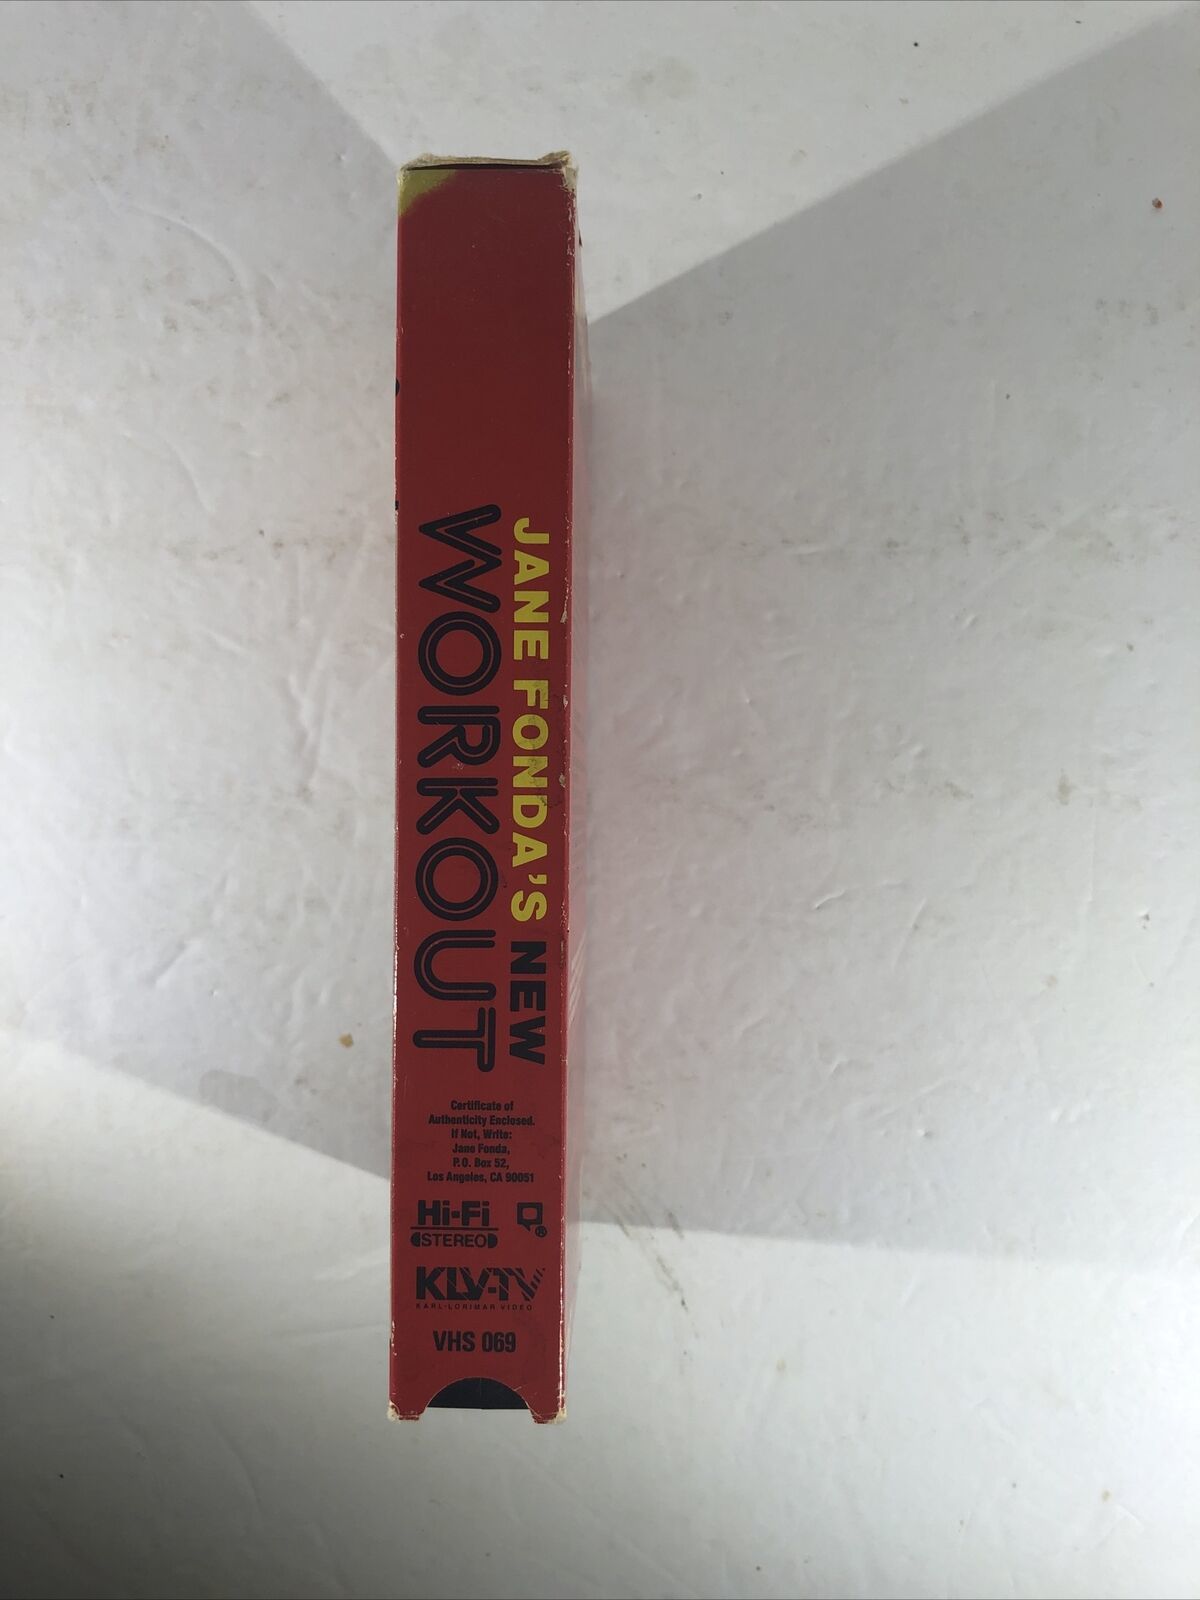 JANE FONDA'S NEW
WORKOUT
Certificate of
Authenticity Enclosed.
If Not, Write:
Jane Fonda,
P.O. Box 52,
Los Angeles, CA 90051
Hi-Fi
STEREO
®
KLV-TV
KARL-LORIMAR VIDEO
VHS 069